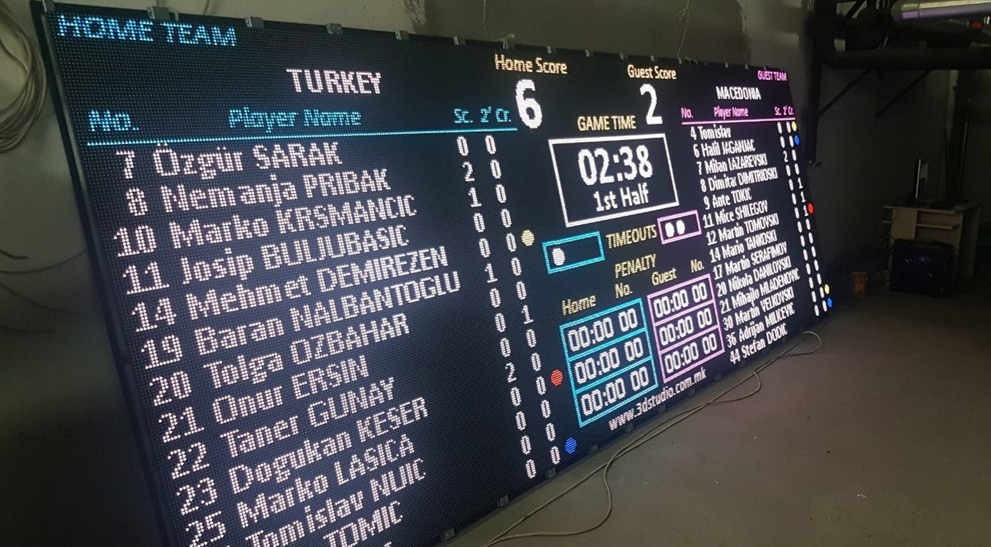 HOME TEAM
TURKEY
No. Player Name Sc. 2' Cr.
7 Özgür SARAK 0 0
8 Nemanja PRIBAK 2 0
10 Marko KRSMANCIC 1 0
11 Josip BULJUBASIC 0 0
14 Mehmet DEMIREZEN 0 0
19 Baran NALBANTOGLU 1 0
20 Tolga OZBAHAR 0 1
21 Onur ERSIN 0 0
22 Taner GUNAY 2 0
23 Dogukan KESER 0 0
25 Marko LASICA 0 0
Tomislav NUIC 0 0
TOMIC
Home Score
6
Guest Score
2
GAME TIME
02:38
1st Half
TIMEOUTS
PENALTY
Home No. Guest No.
00:00 00 00:00 00
00:00 00 00:00 00
00:00 00 00:00 00
www.3dstudio.com.mk
GUEST TEAM
MACEDONIA
No. Player Name Sc. 2' Cr.
4 Tomislav
6 Halil JAGANJAC
7 Milan LAZAREVSKI
8 Dimitar DIMITRIOSKI
9 Ante TOKIC
11 Mice SHILEGOV
12 Martin TOMOVSKI
14 Mario TANKOSKI
17 Martin SERAFIMOV
20 Nikola DANILOVSKI
21 Mihajlo MLADENOVIC
30 Martin VELKOVSKI
36 Adrijan MILKEVIC
44 Stefan DODIC